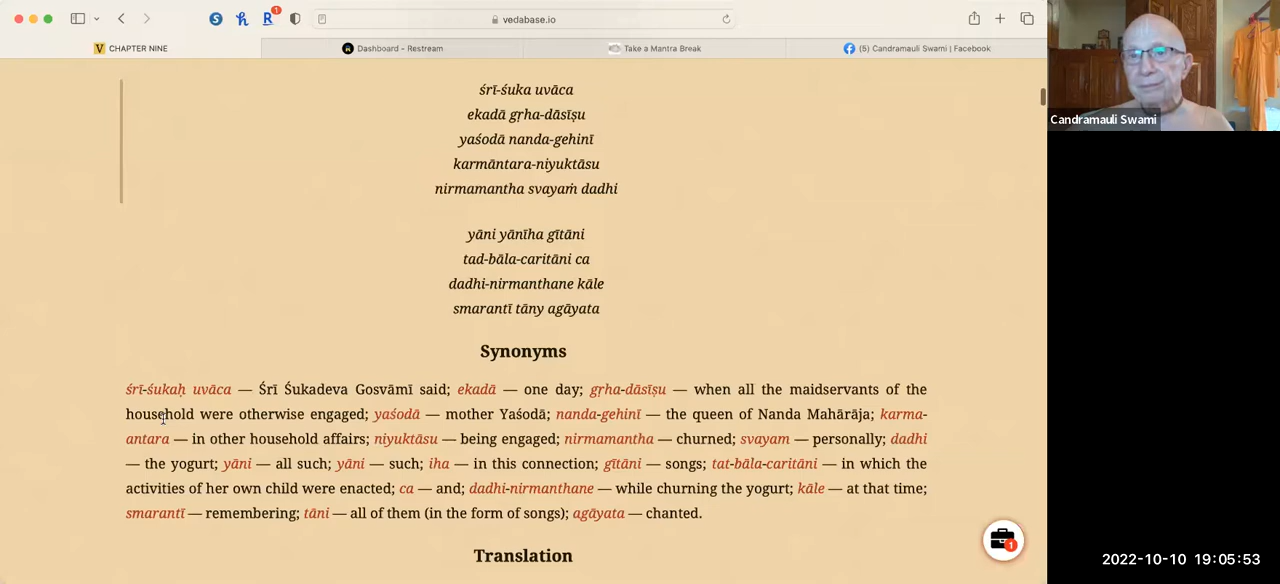 vedabase.io
CHAPTER NINE
Dashboard – Restream
Take a Mantra Break
(5) Candramauli Swami | Facebook
Candramauli Swami
śrī-śuka uvāca
ekadā gṛha-dāsīṣu
yaśodā nanda-gehinī
karmāntara-niyuktāsu
nirmamantha svayaṁ dadhi
yāni yānīha gītāni
tad-bāla-caritāni ca
dadhi-nirmanthane kāle
smarantī tāny agāyata
Synonyms
śrī-śukaḥ uvāca — Śrī Śukadeva Gosvāmī said; ekadā — one day; gṛha-dāsīṣu — when all the maidservants of the
household were otherwise engaged; yaśodā — mother Yaśodā; nanda-gehinī — the queen of Nanda Mahārāja; karma-
antara — in other household affairs; niyuktāsu — being engaged; nirmamantha — churned; svayam — personally; dadhi
— the yogurt; yāni — all such; yāni — such; iha — in this connection; gītāni — songs; tat-bāla-caritāni — in which the
activities of her own child were enacted; ca — and; dadhi-nirmanthane — while churning the yogurt; kāle — at that time;
smarantī — remembering; tāni — all of them (in the form of songs); agāyata — chanted.
Translation
1
2022-10-10 19:05:53